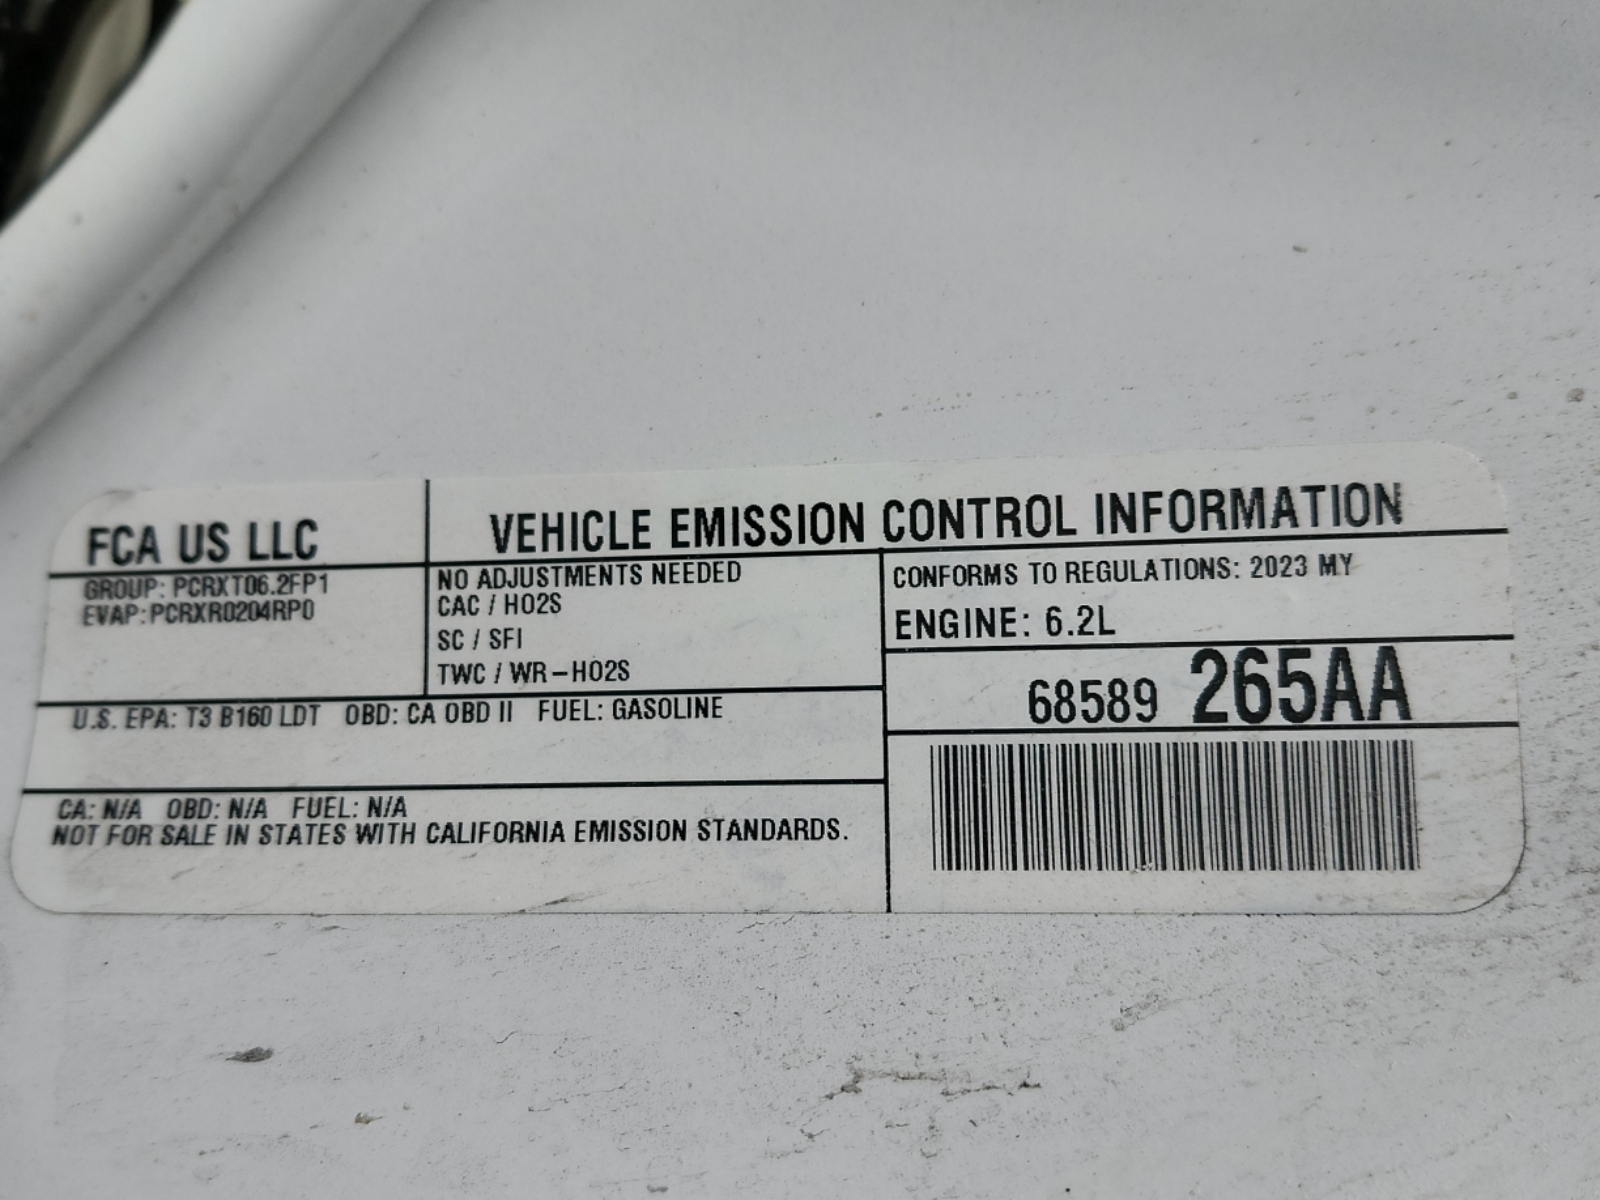 FCA US LLC
VEHICLE EMISSION CONTROL INFORMATION
GROUP: PCRXT06.2FP1
EVAP: PCRXR0204RP0
NO ADJUSTMENTS NEEDED
CAC / HO2S
SC / SFI
TWC / WR-HO2S
CONFORMS TO REGULATIONS: 2023 MY
ENGINE: 6.2L
68589 265AA
U.S. EPA: T3 B160 LDT OBD: CA OBD II FUEL: GASOLINE
CA: N/A OBD: N/A FUEL: N/A
NOT FOR SALE IN STATES WITH CALIFORNIA EMISSION STANDARDS.